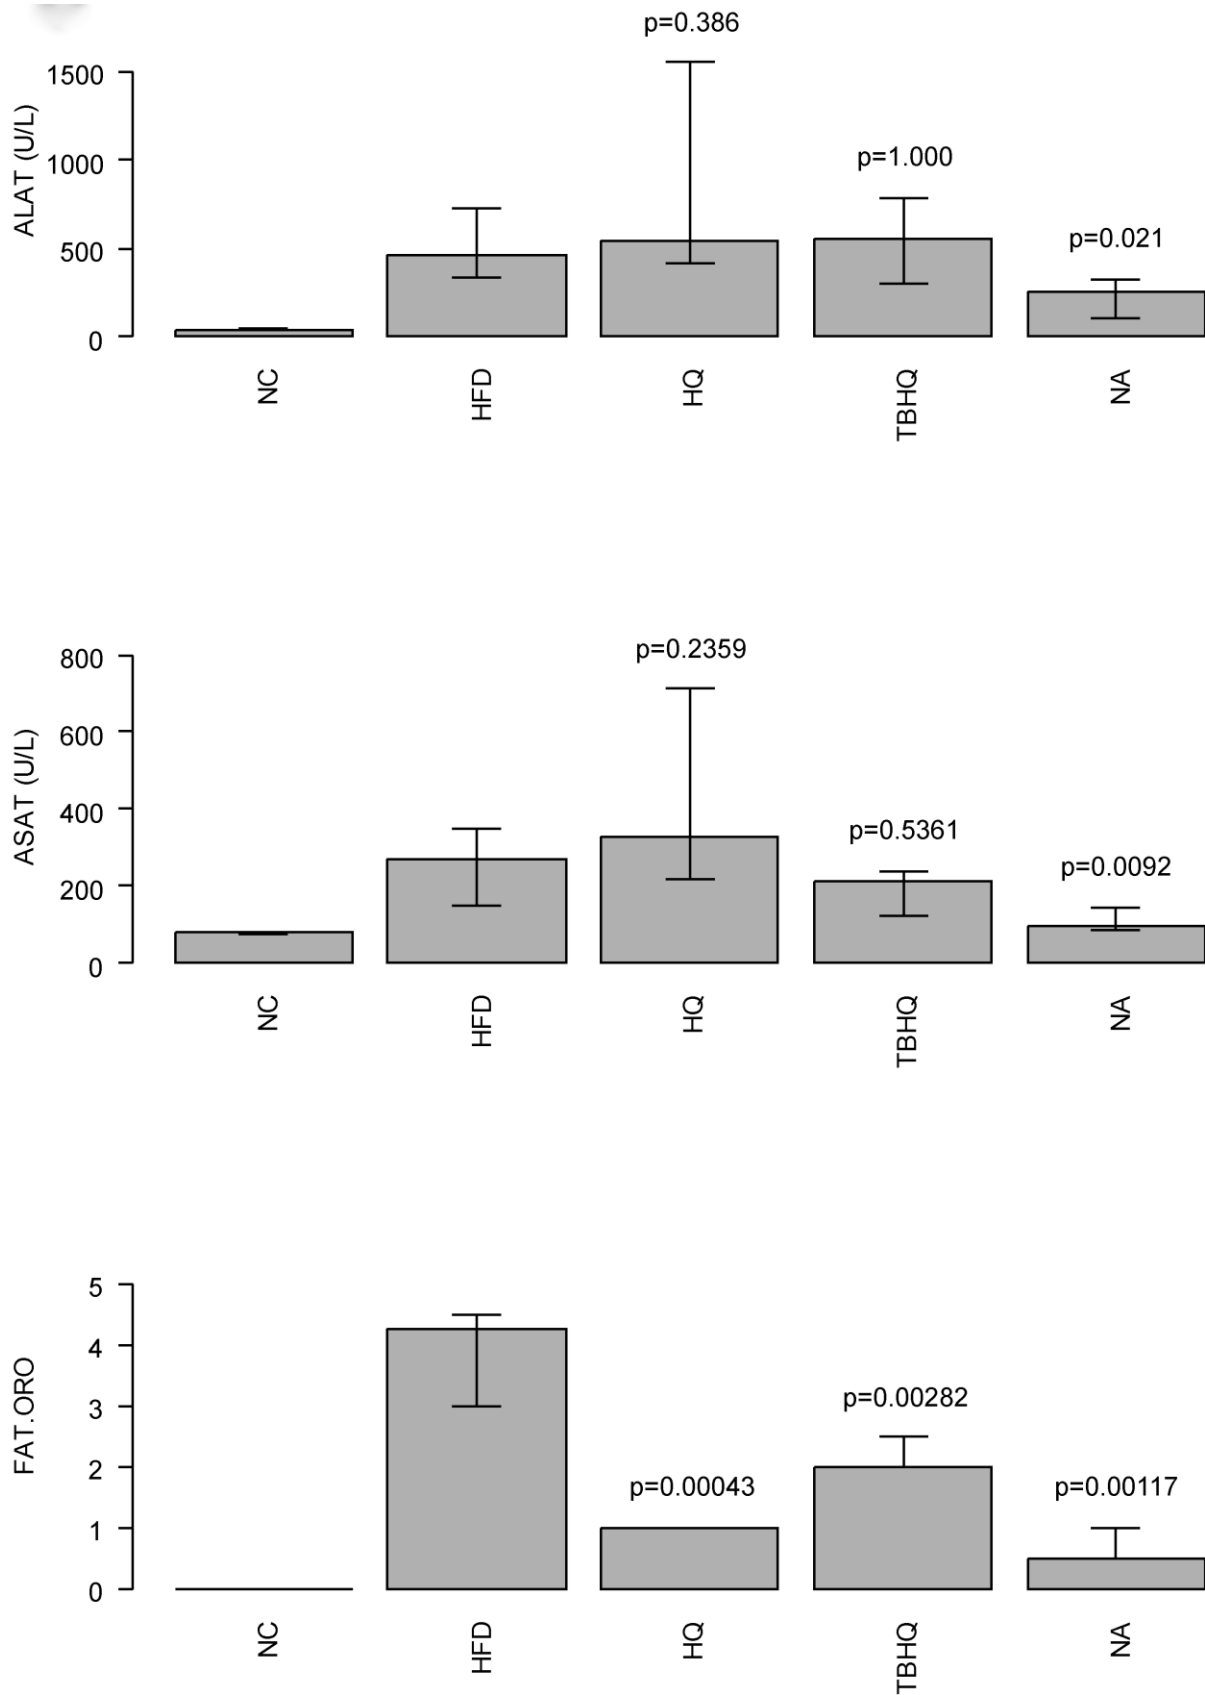 p=0.386
1500
1000
500
0
ALAT (U/L)
p=1.000
p=0.021
NC
HFD
HQ
TBHQ
NA
p=0.2359
800
600
400
200
0
ASAT (U/L)
p=0.5361
p=0.0092
NC
HFD
HQ
TBHQ
NA
5
4
3
2
1
0
FAT.ORO
p=0.00282
p=0.00043
p=0.00117
NC
HFD
HQ
TBHQ
NA